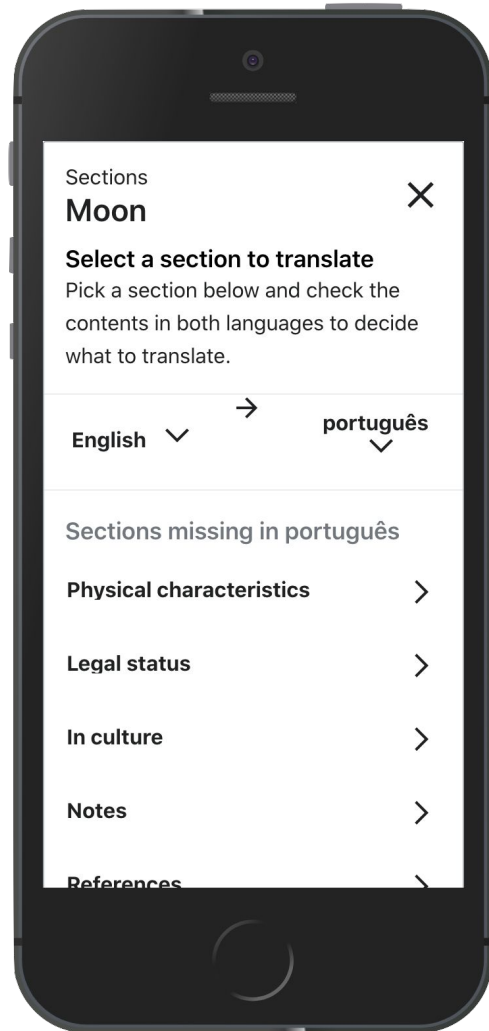 Sections
Moon
Select a section to translate
Pick a section below and check the
contents in both languages to decide
what to translate.
English
português
Sections missing in português
Physical characteristics
Legal status
In culture
Notes
References